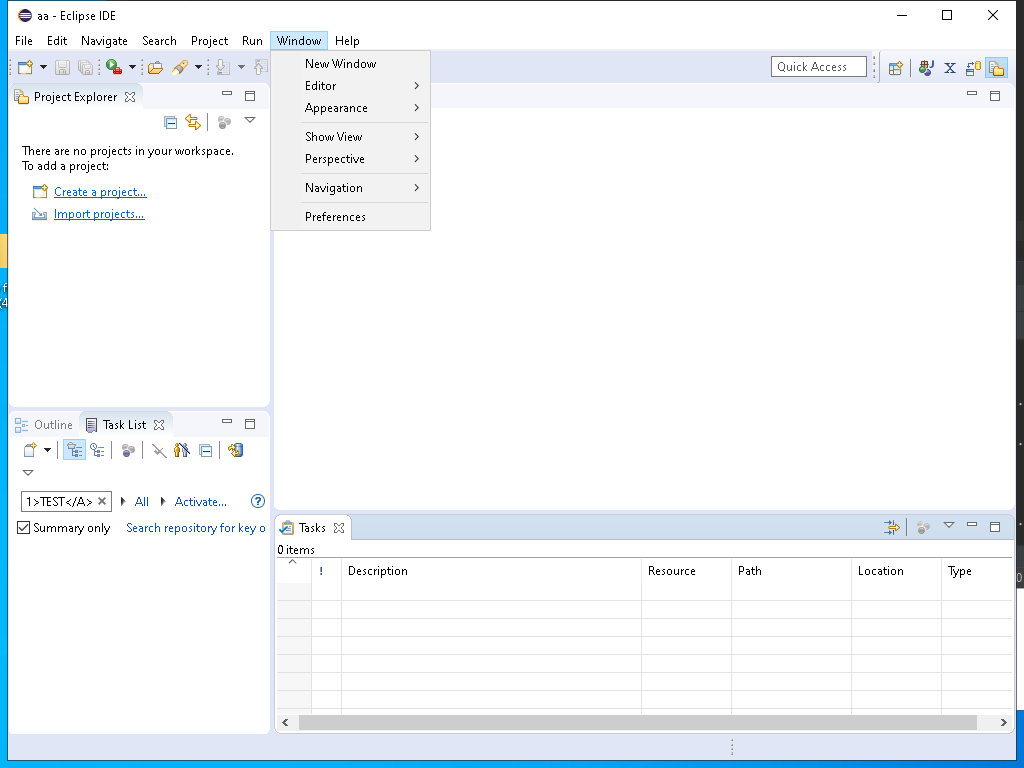 aa - Eclipse IDE
File Edit Navigate Search Project Run Window Help
Quick Access
New Window
Editor
Appearance
Show View
Perspective
Navigation
Preferences
Project Explorer
There are no projects in your workspace.
To add a project:
Create a project...
Import projects...
Outline Task List
1>TEST</A> All Activate...
Summary only Search repository for key o
Tasks
0 items
! Description Resource Path Location Type